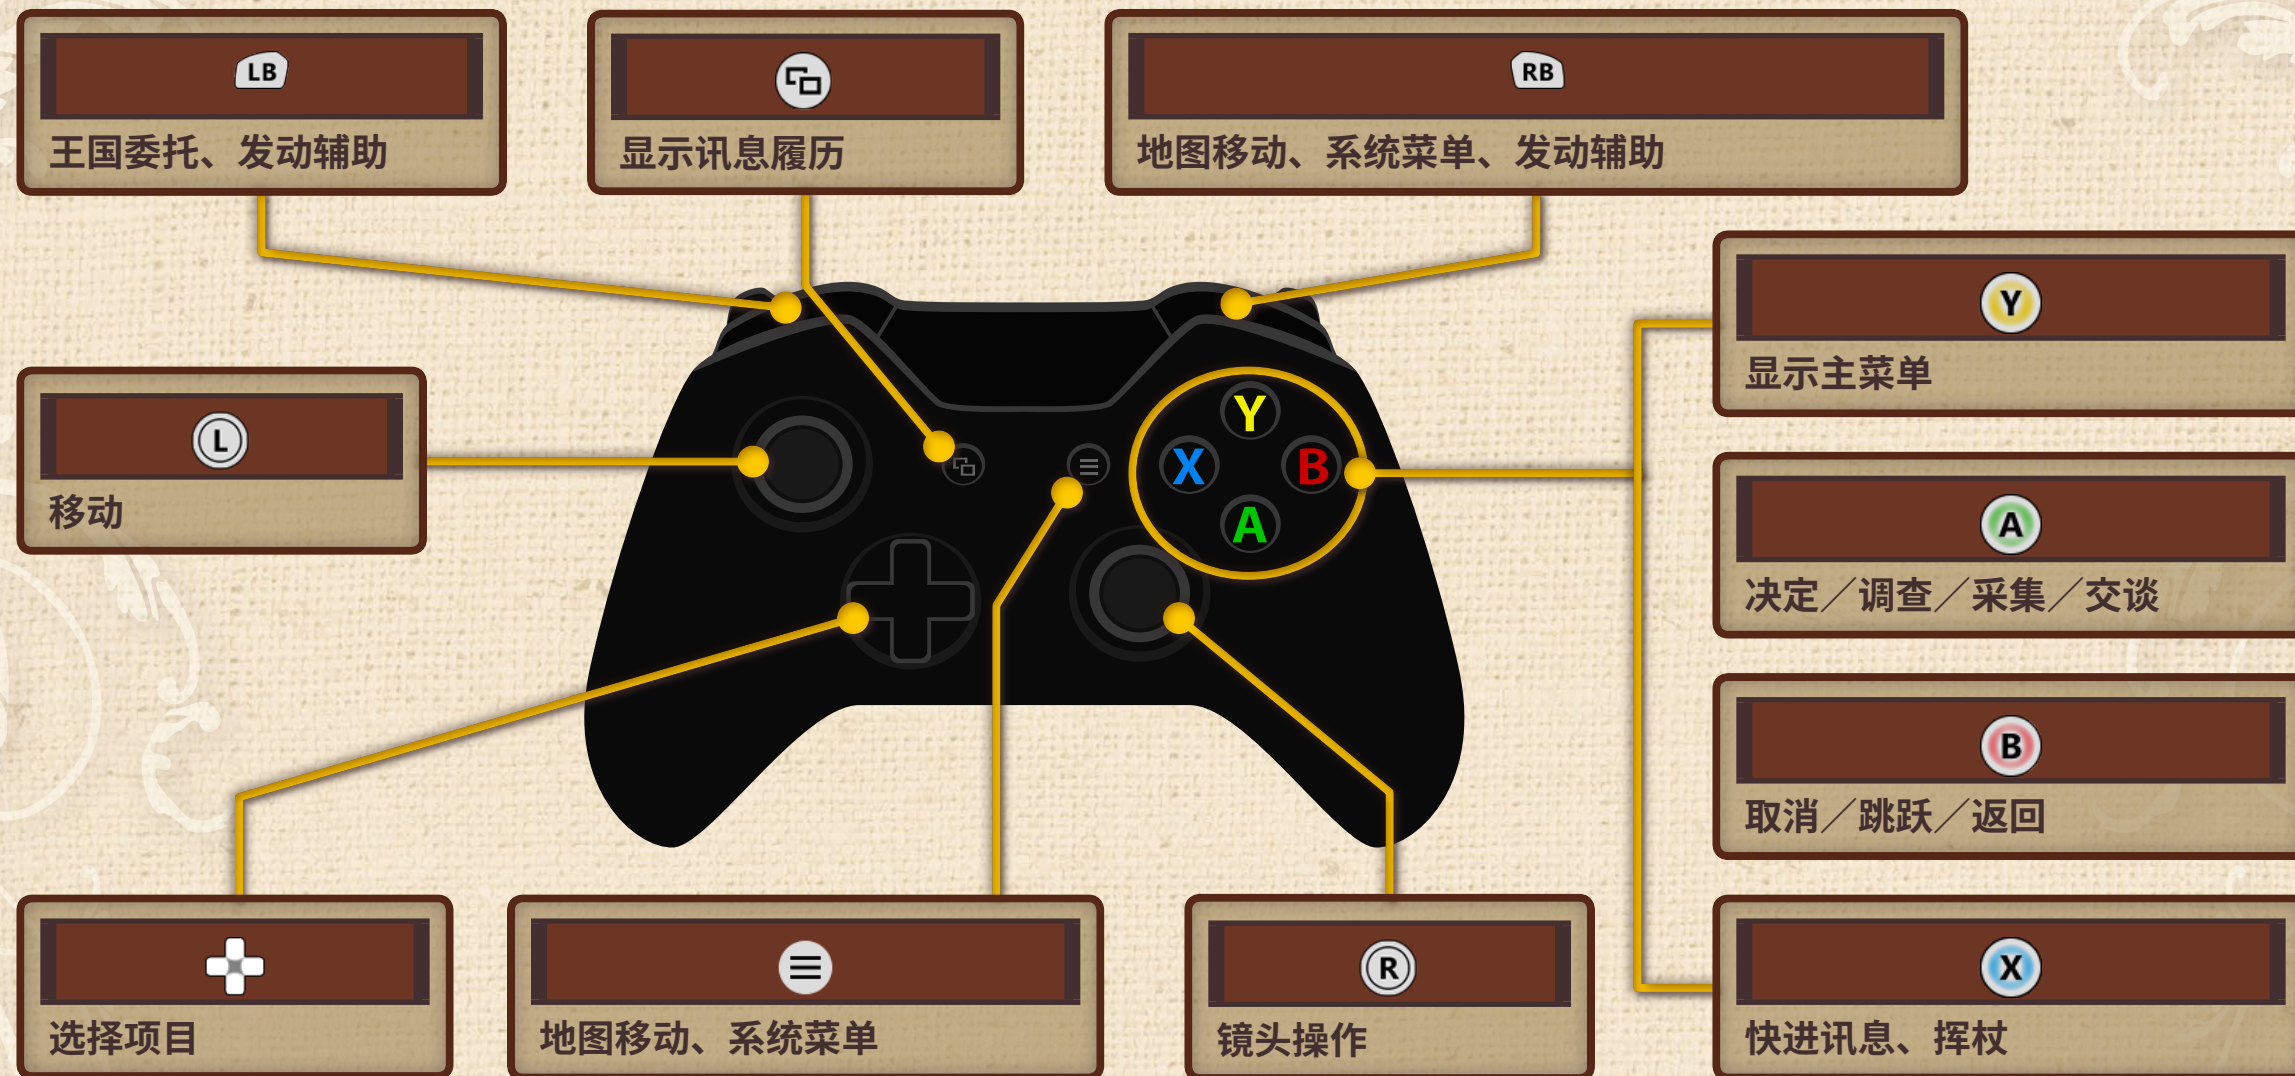 LB
王国委托、发动辅助
显示讯息履历
RB
地图移动、系统菜单、发动辅助
Y
显示主菜单
L
移动
Y
X
B
A
A
决定／调查／采集／交谈
B
取消／跳跃／返回
选择项目
地图移动、系统菜单
R
镜头操作
X
快进讯息、挥杖